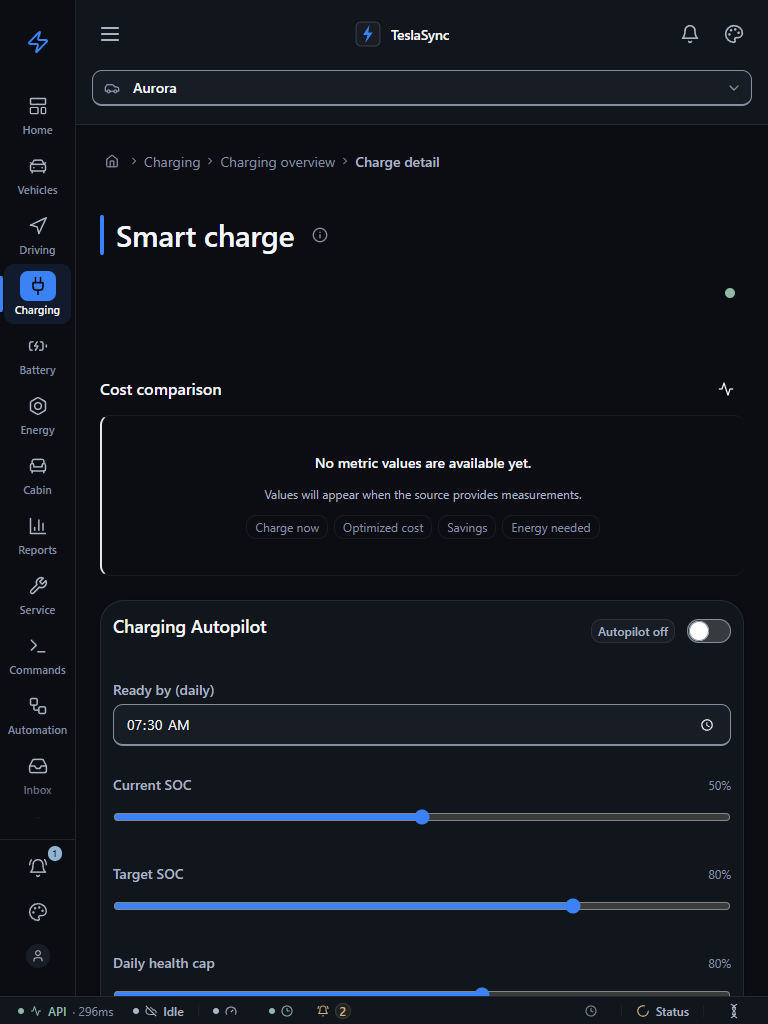 TeslaSync
Aurora
Home
Vehicles
Driving
Charging
Battery
Energy
Cabin
Reports
Service
Commands
Automation
Inbox
1
Charging
Charging overview
Charge detail
Smart charge
Cost comparison
No metric values are available yet.
Values will appear when the source provides measurements.
Charge now
Optimized cost
Savings
Energy needed
Charging Autopilot
Autopilot off
Ready by (daily)
07:30 AM
Current SOC
50%
Target SOC
80%
Daily health cap
80%
API · 296ms
Idle
2
Status